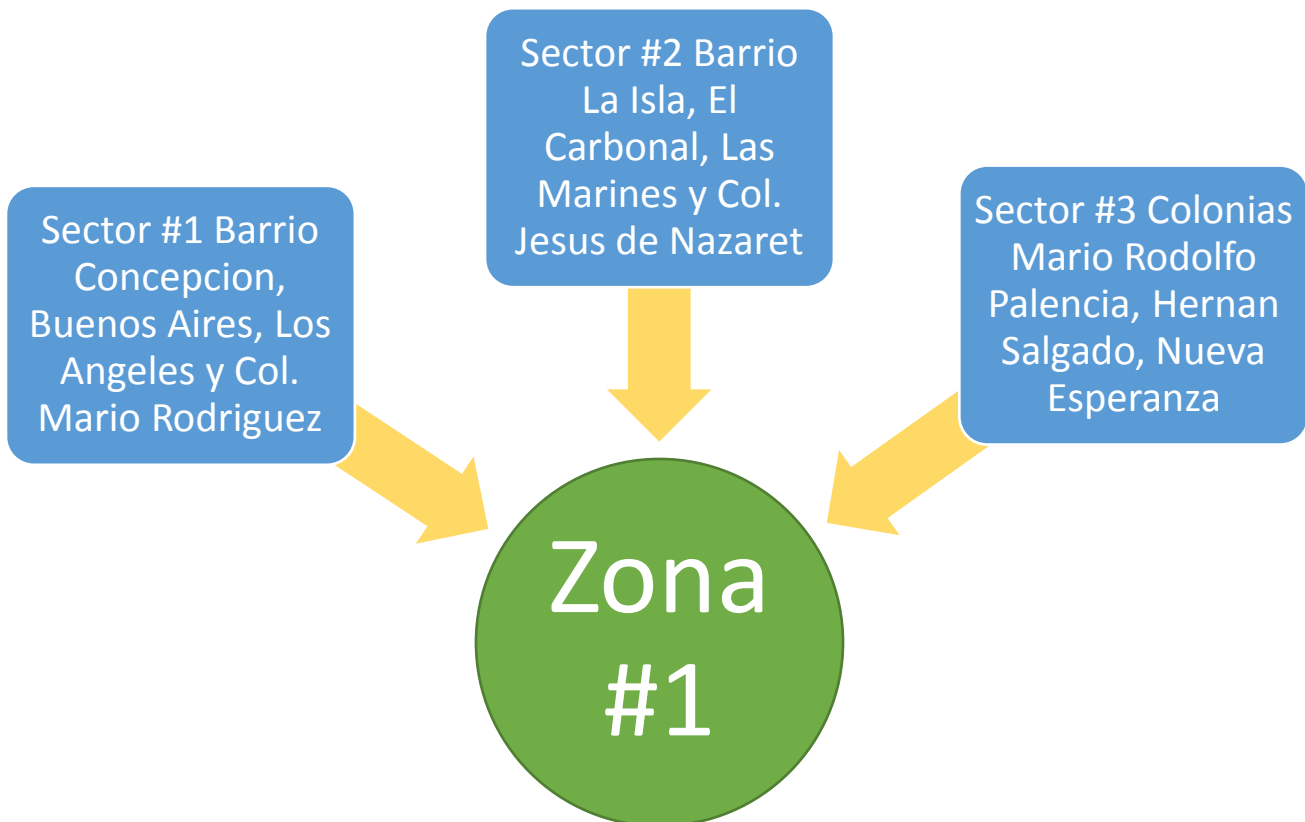 Sector #1 Barrio
Concepcion,
Buenos Aires, Los
Angeles y Col.
Mario Rodriguez
Sector #2 Barrio
La Isla, El
Carbonal, Las
Marines y Col.
Jesus de Nazaret
Sector #3 Colonias
Mario Rodolfo
Palencia, Hernan
Salgado, Nueva
Esperanza
Zona
#1